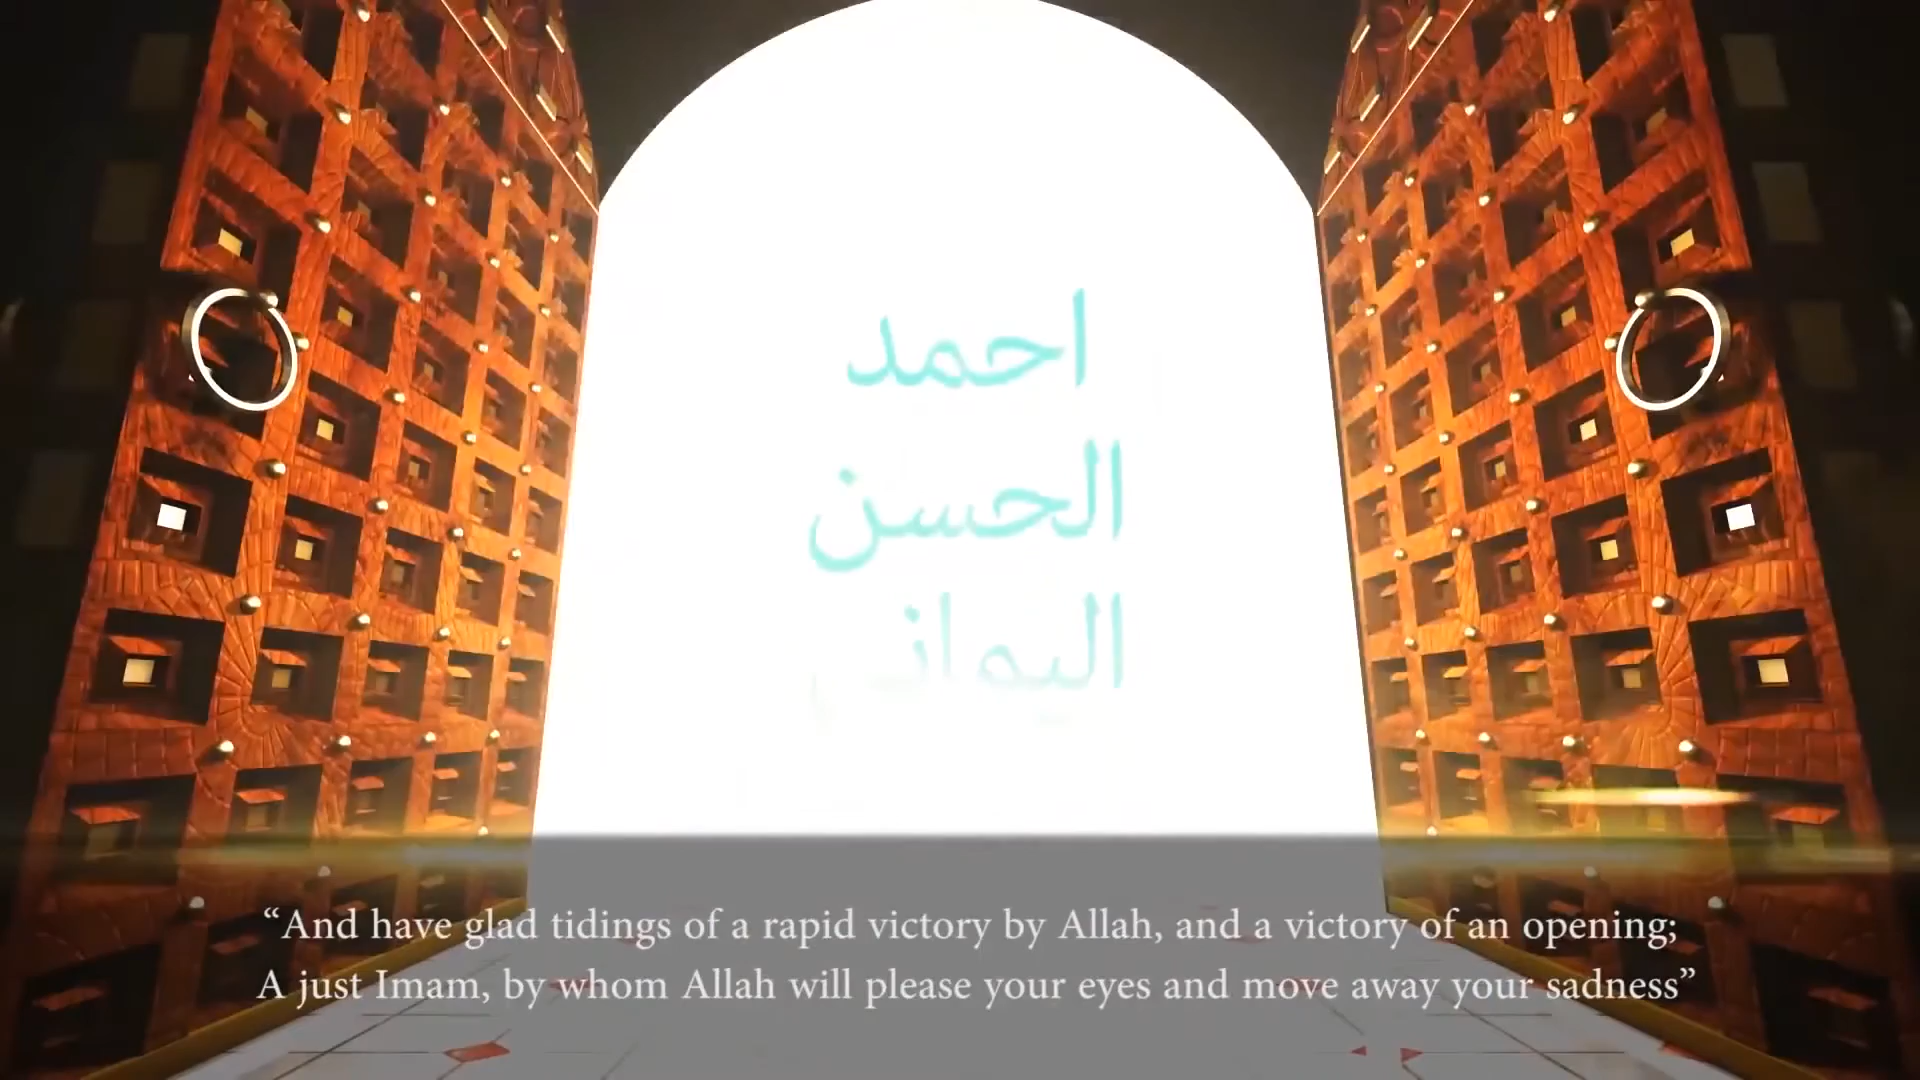 احمد
الحسن
اليماني
“And have glad tidings of a rapid victory by Allah, and a victory of an opening;
A just Imam, by whom Allah will please your eyes and move away your sadness”